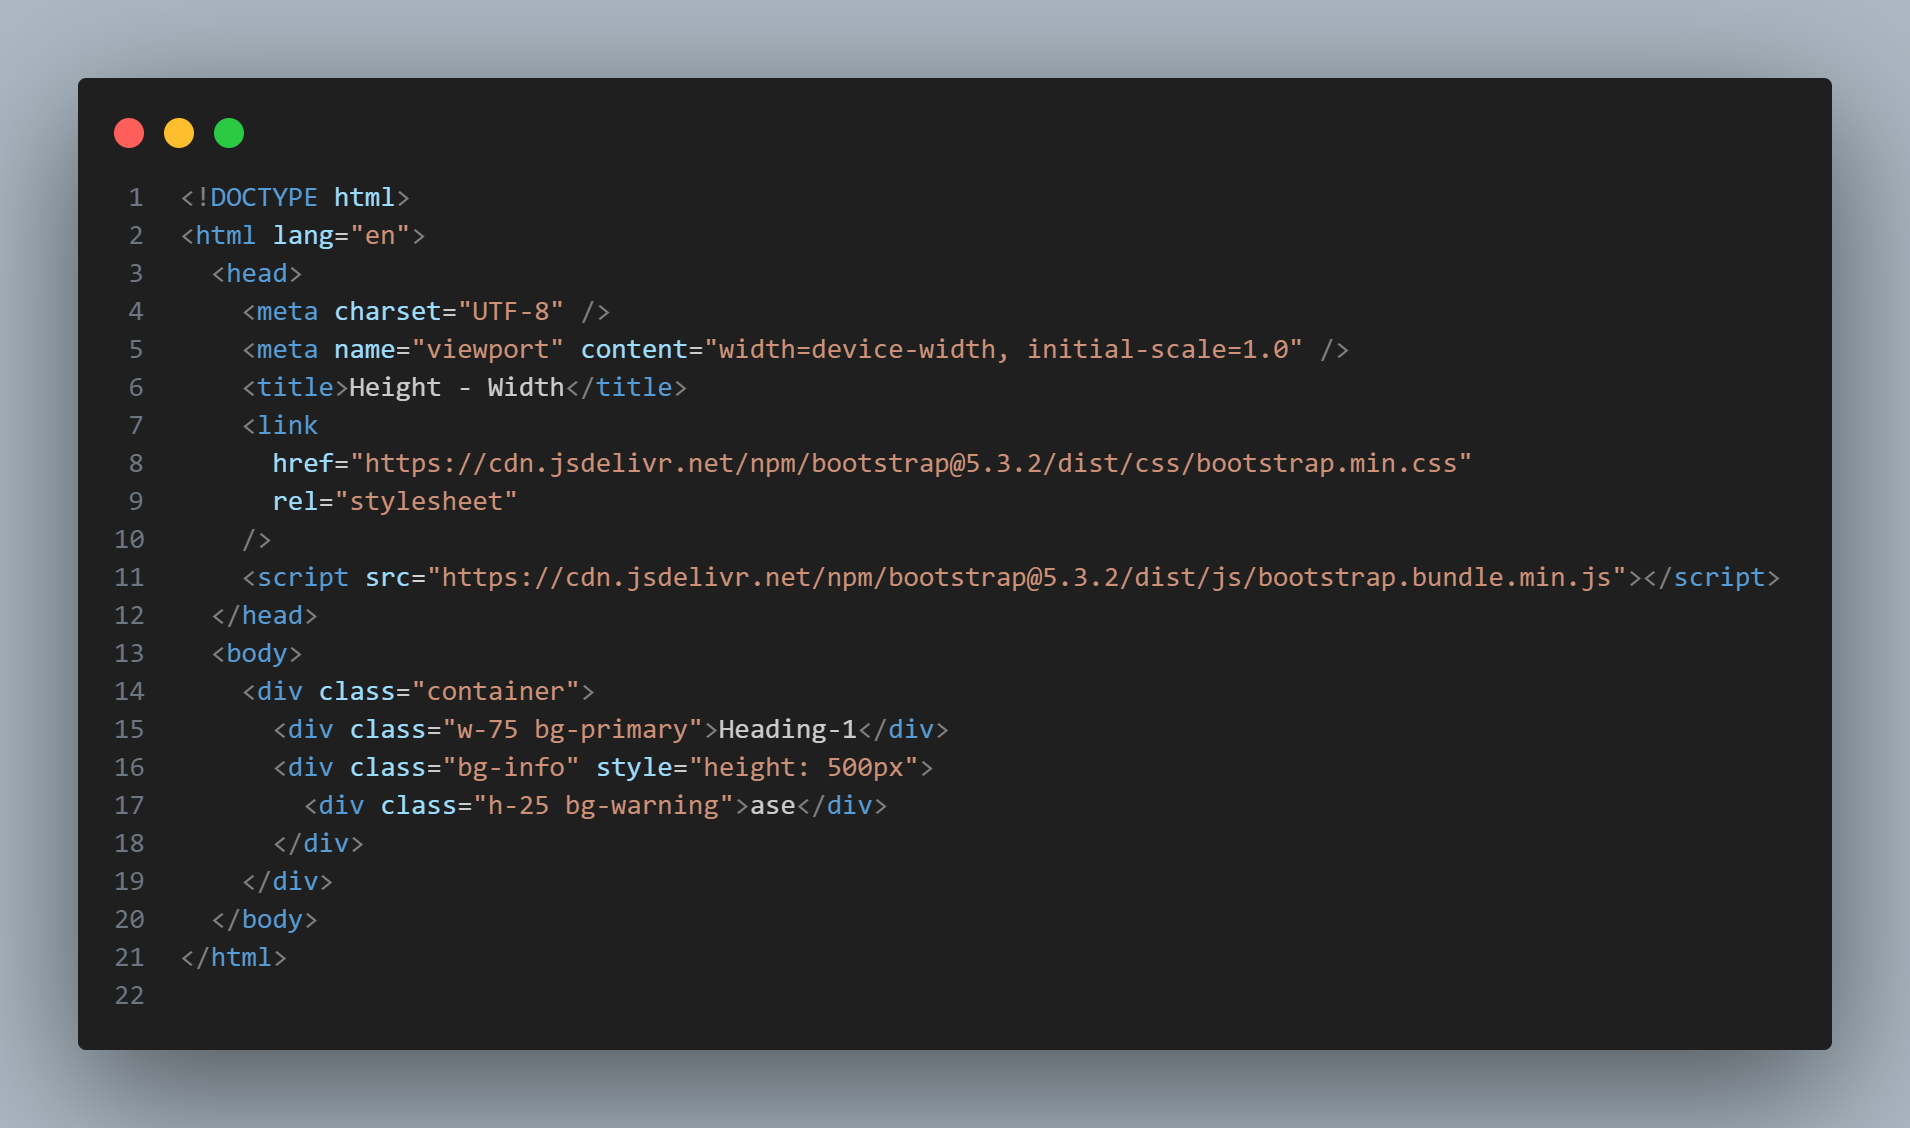 1 <!DOCTYPE html>
2 <html lang="en">
3   <head>
4     <meta charset="UTF-8" />
5     <meta name="viewport" content="width=device-width, initial-scale=1.0" />
6     <title>Height - Width</title>
7     <link
8       href="https://cdn.jsdelivr.net/npm/bootstrap@5.3.2/dist/css/bootstrap.min.css"
9       rel="stylesheet"
10     />
11     <script src="https://cdn.jsdelivr.net/npm/bootstrap@5.3.2/dist/js/bootstrap.bundle.min.js"></script>
12   </head>
13   <body>
14     <div class="container">
15       <div class="w-75 bg-primary">Heading-1</div>
16       <div class="bg-info" style="height: 500px">
17         <div class="h-25 bg-warning">ase</div>
18       </div>
19     </div>
20   </body>
21 </html>
22